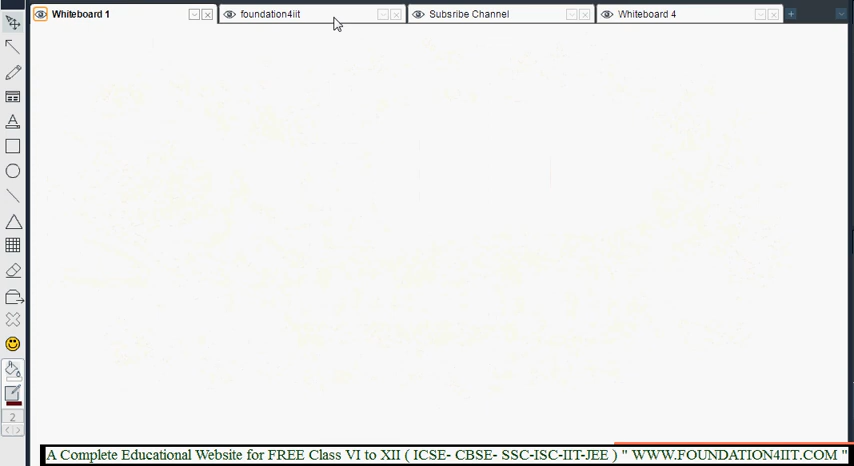 Whiteboard 1
foundation4iit
Subsribe Channel
Whiteboard 4
2
A Complete Educational Website for FREE Class VI to XII ( ICSE- CBSE- SSC-ISC-IIT-JEE ) " WWW.FOUNDATION4IIT.COM "